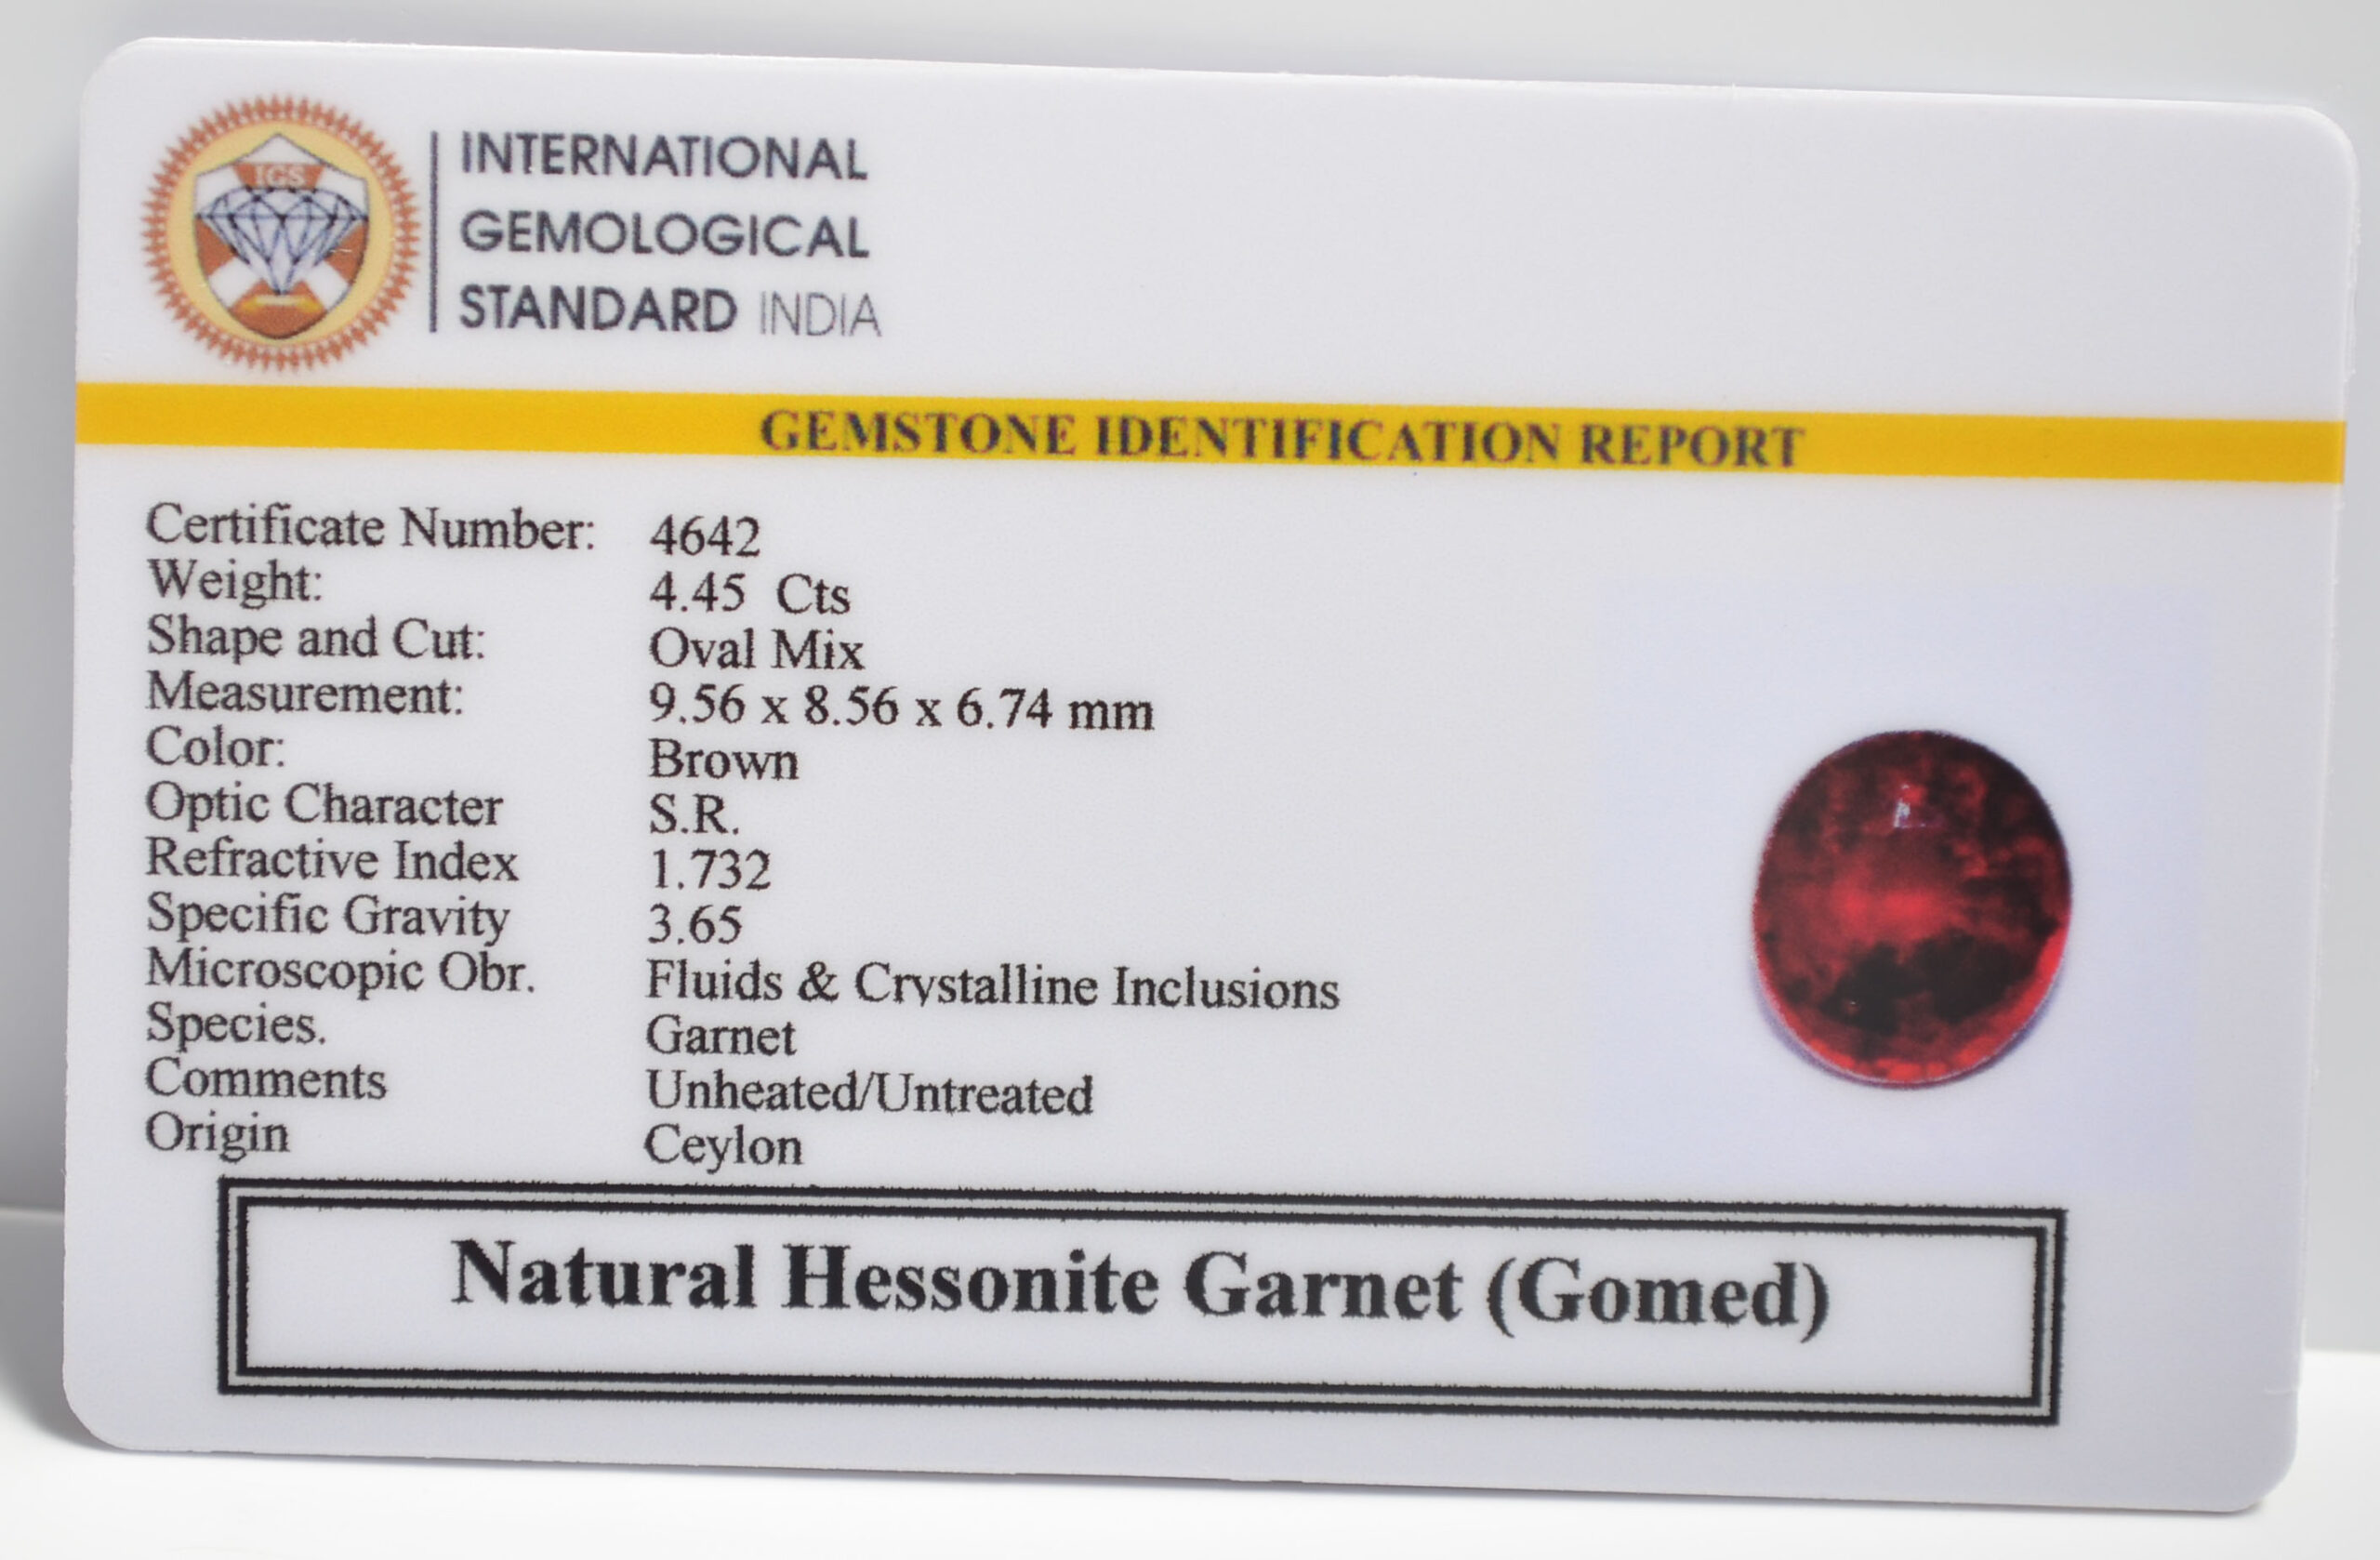 IGS
INTERNATIONAL
GEMOLOGICAL
STANDARD INDIA
GEMSTONE IDENTIFICATION REPORT
Certificate Number: 4642
Weight: 4.45 Cts
Shape and Cut: Oval Mix
Measurement: 9.56 x 8.56 x 6.74 mm
Color: Brown
Optic Character S.R.
Refractive Index 1.732
Specific Gravity 3.65
Microscopic Obr. Fluids & Crystalline Inclusions
Species. Garnet
Comments Unheated/Untreated
Origin Ceylon
Natural Hessonite Garnet (Gomed)